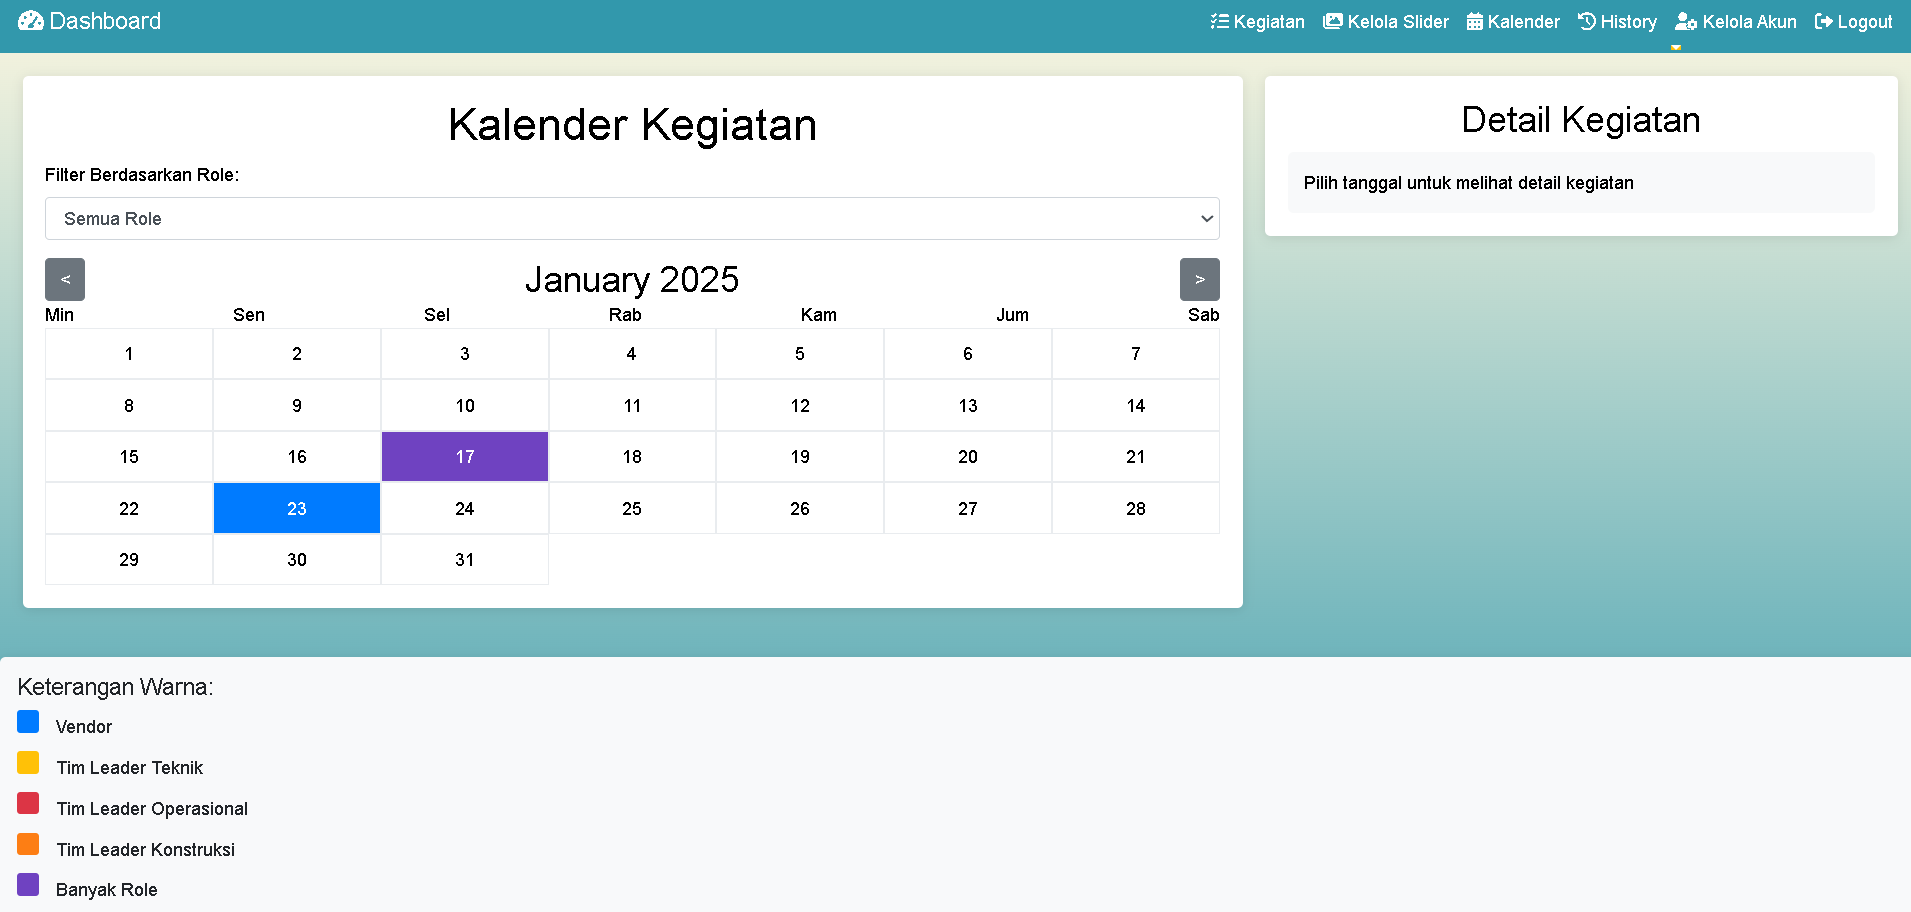 Dashboard Kegiatan Kelola Slider Kalender History Kelola Akun Logout
Kalender Kegiatan
Filter Berdasarkan Role:
Semua Role
< January 2025 >
Min Sen Sel Rab Kam Jum Sab
1 2 3 4 5 6 7
8 9 10 11 12 13 14
15 16 17 18 19 20 21
22 23 24 25 26 27 28
29 30 31
Detail Kegiatan
Pilih tanggal untuk melihat detail kegiatan
Keterangan Warna:
Vendor
Tim Leader Teknik
Tim Leader Operasional
Tim Leader Konstruksi
Banyak Role